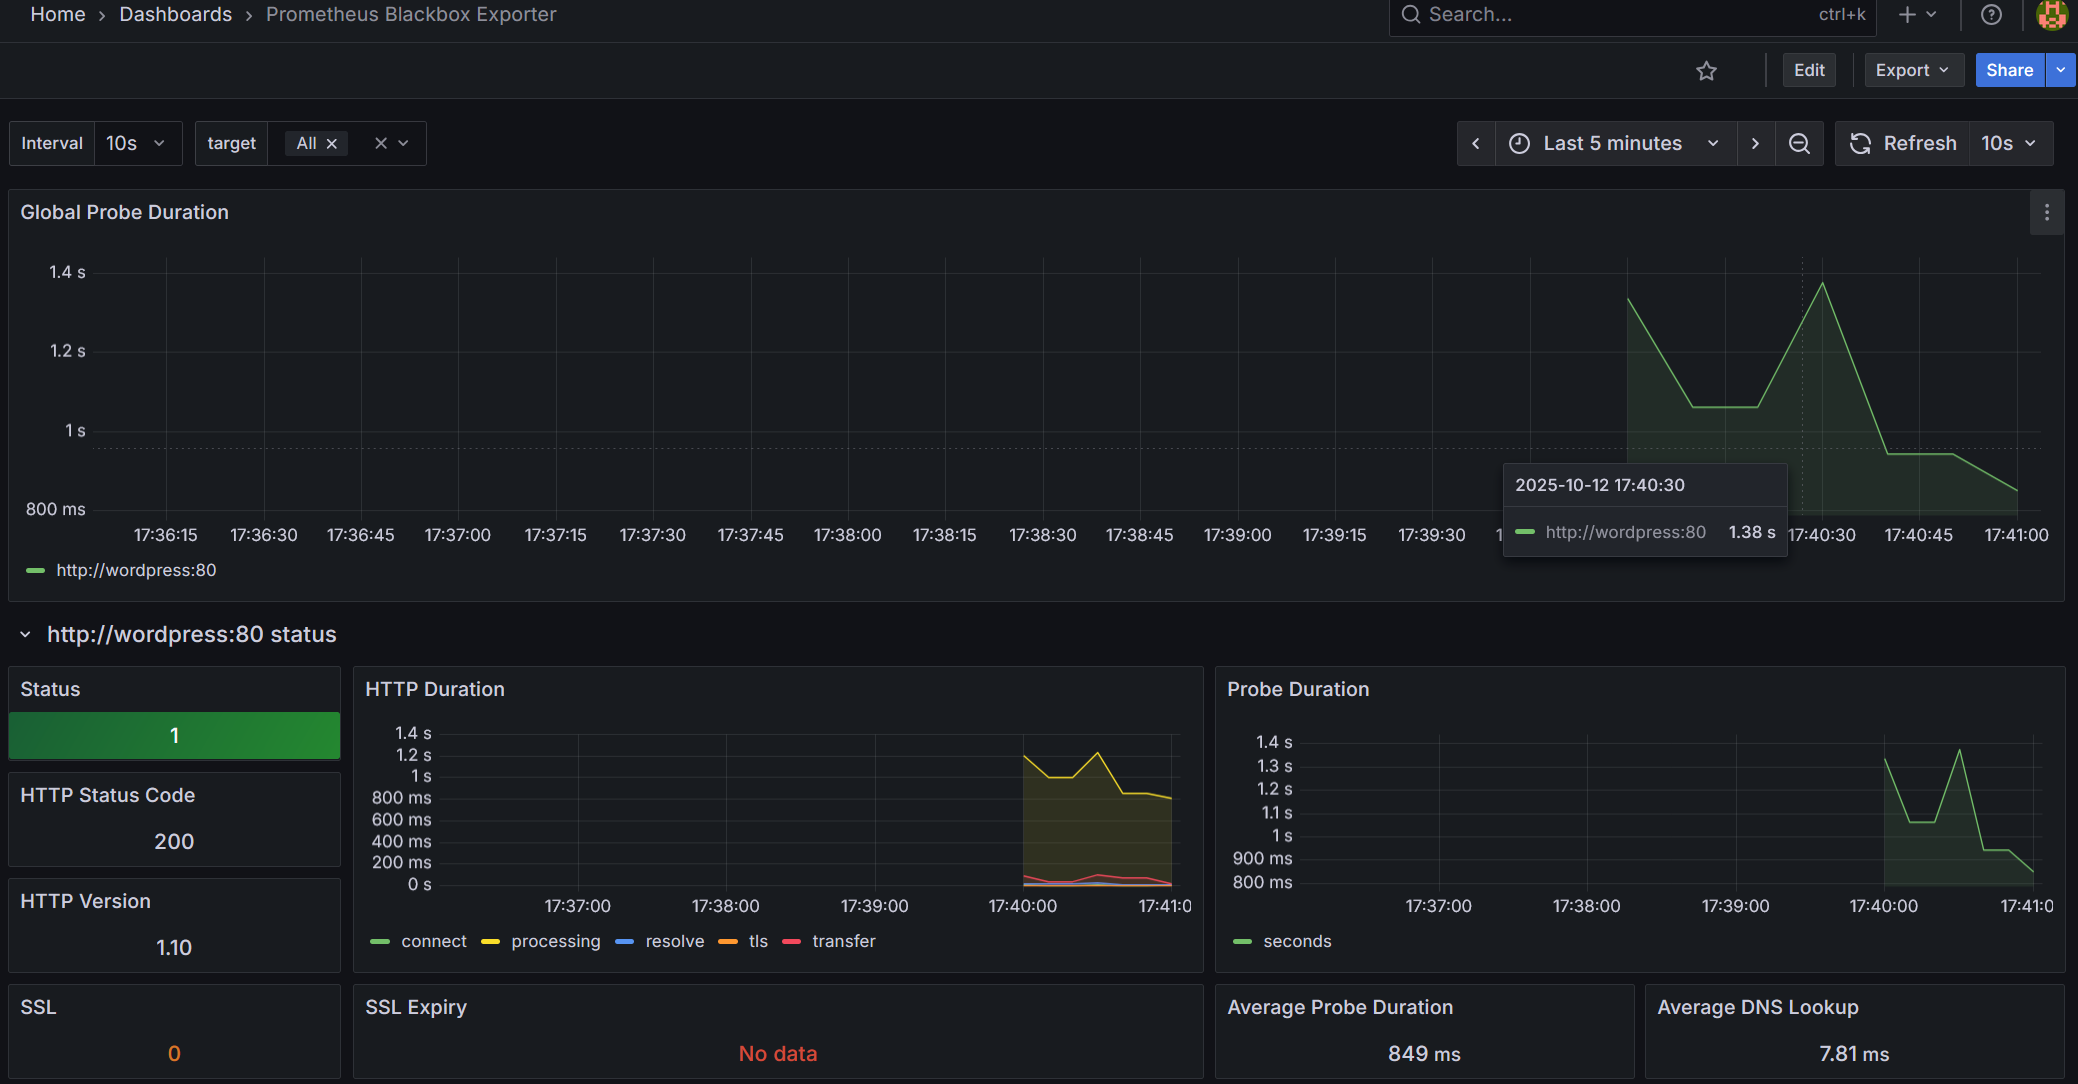 Home › Dashboards › Prometheus Blackbox Exporter
Search... ctrl+k
Edit Export Share
Interval 10s target All
Last 5 minutes Refresh 10s
Global Probe Duration
1.4 s
1.2 s
1 s
800 ms
17:36:15 17:36:30 17:36:45 17:37:00 17:37:15 17:37:30 17:37:45 17:38:00 17:38:15 17:38:30 17:38:45 17:39:00 17:39:15 17:39:30 17:40:30 17:40:45 17:41:00
2025-10-12 17:40:30
http://wordpress:80 1.38 s
http://wordpress:80
http://wordpress:80 status
Status
1
HTTP Status Code
200
HTTP Version
1.10
SSL
0
HTTP Duration
1.4 s
1.2 s
1 s
800 ms
600 ms
400 ms
200 ms
0 s
17:37:00 17:38:00 17:39:00 17:40:00 17:41:0
connect processing resolve tls transfer
Probe Duration
1.4 s
1.3 s
1.2 s
1.1 s
1 s
900 ms
800 ms
17:37:00 17:38:00 17:39:00 17:40:00 17:41:0
seconds
SSL Expiry
No data
Average Probe Duration
849 ms
Average DNS Lookup
7.81 ms